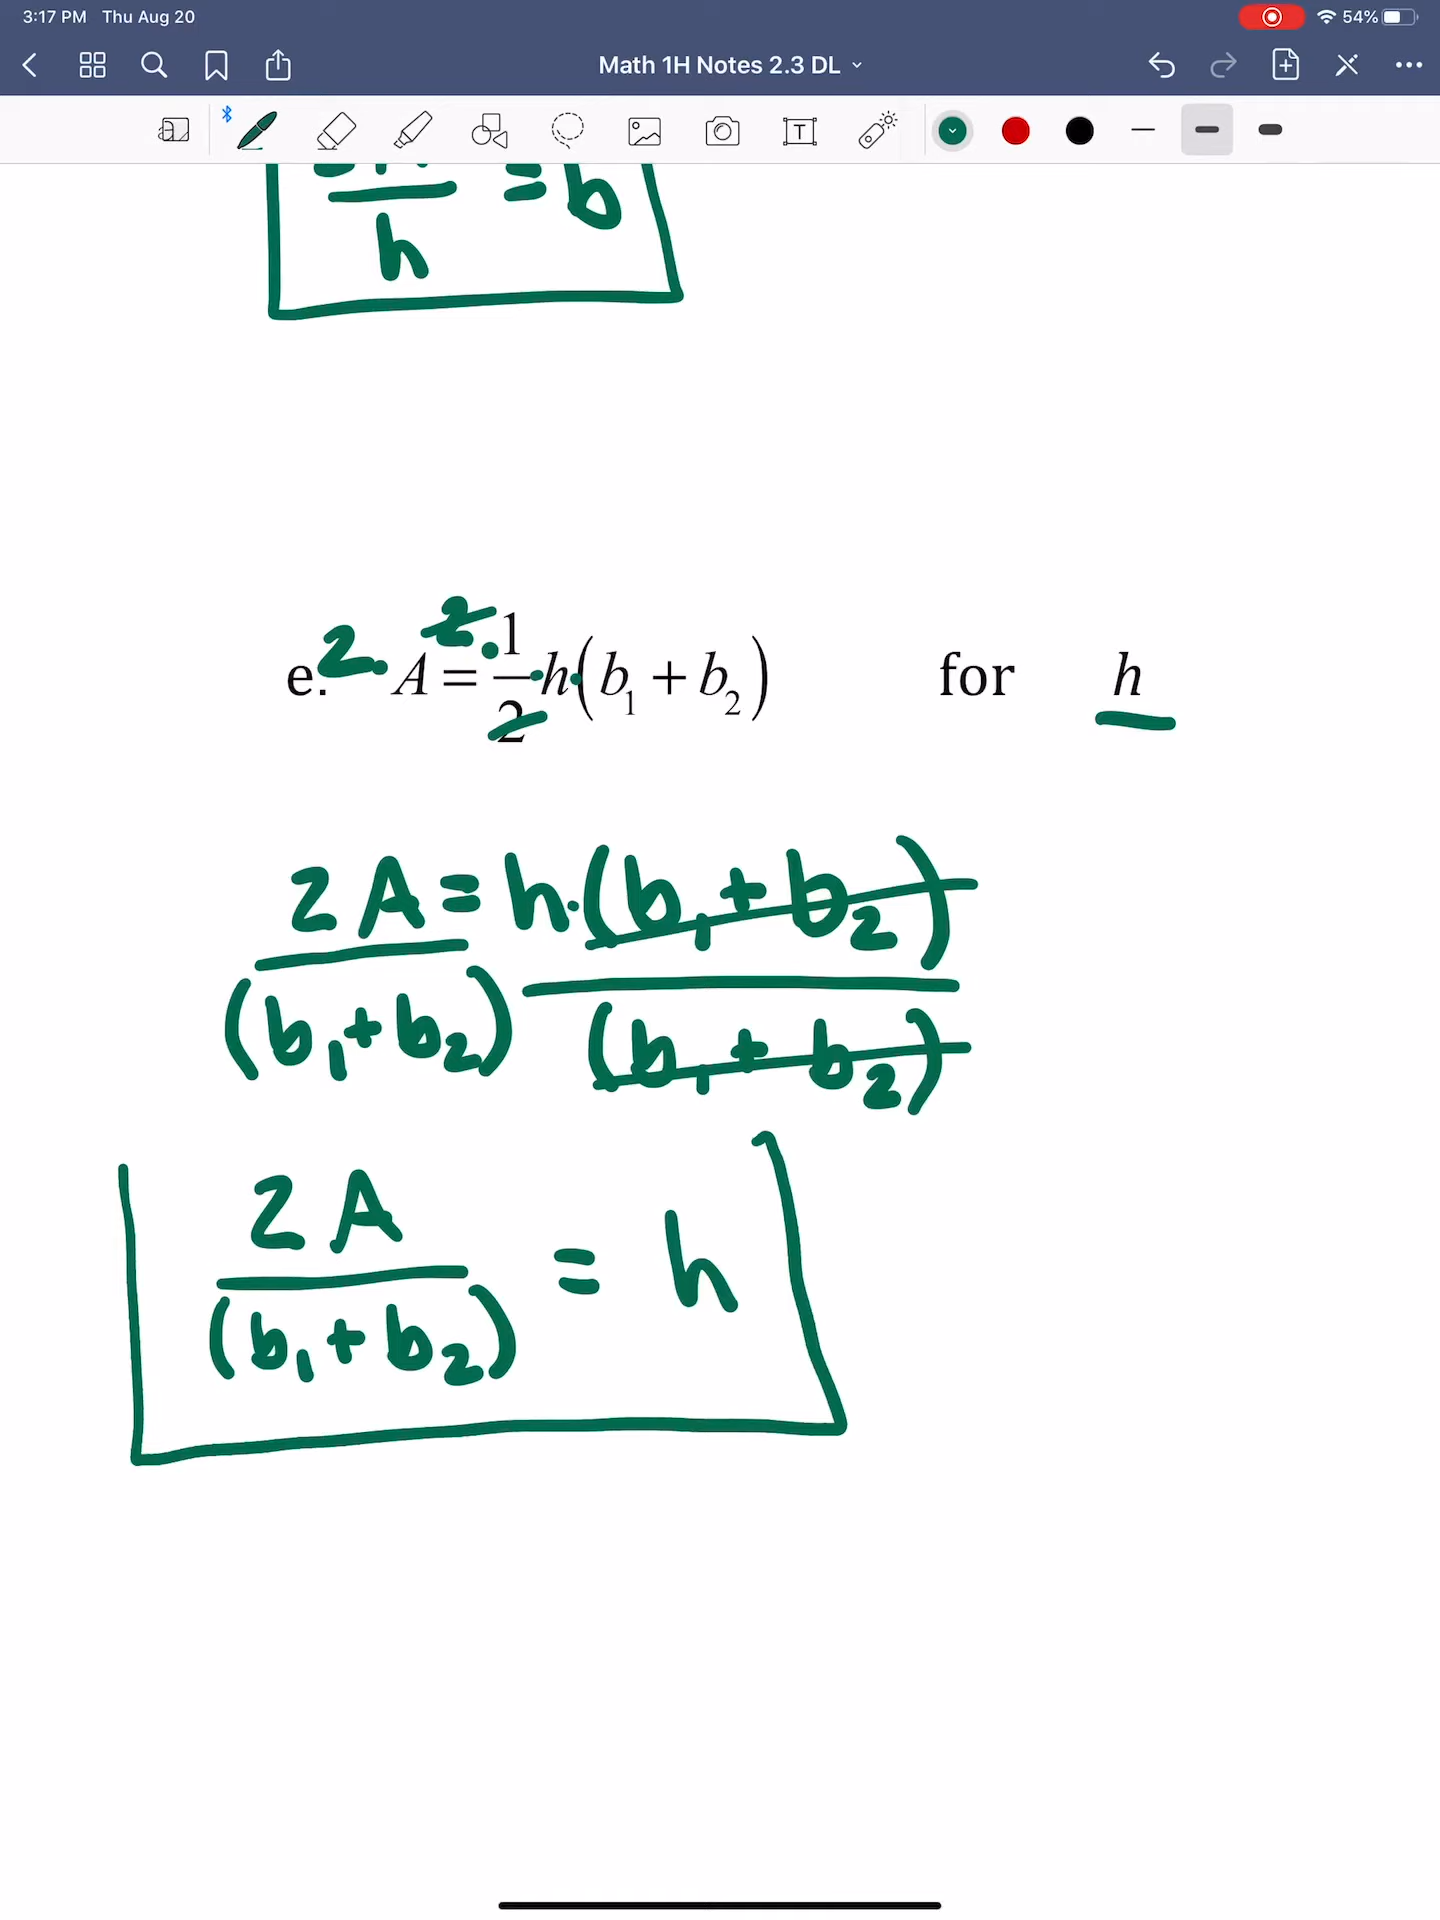 3:17 PM Thu Aug 20 54%
Math 1H Notes 2.3 DL
h = b
e. 2. A = 2. 1/2 · h · (b₁ + b₂) for h
2A = h · (b₁ + b₂)
(b₁ + b₂) (b₁ + b₂)
2A
= h
(b₁ + b₂)